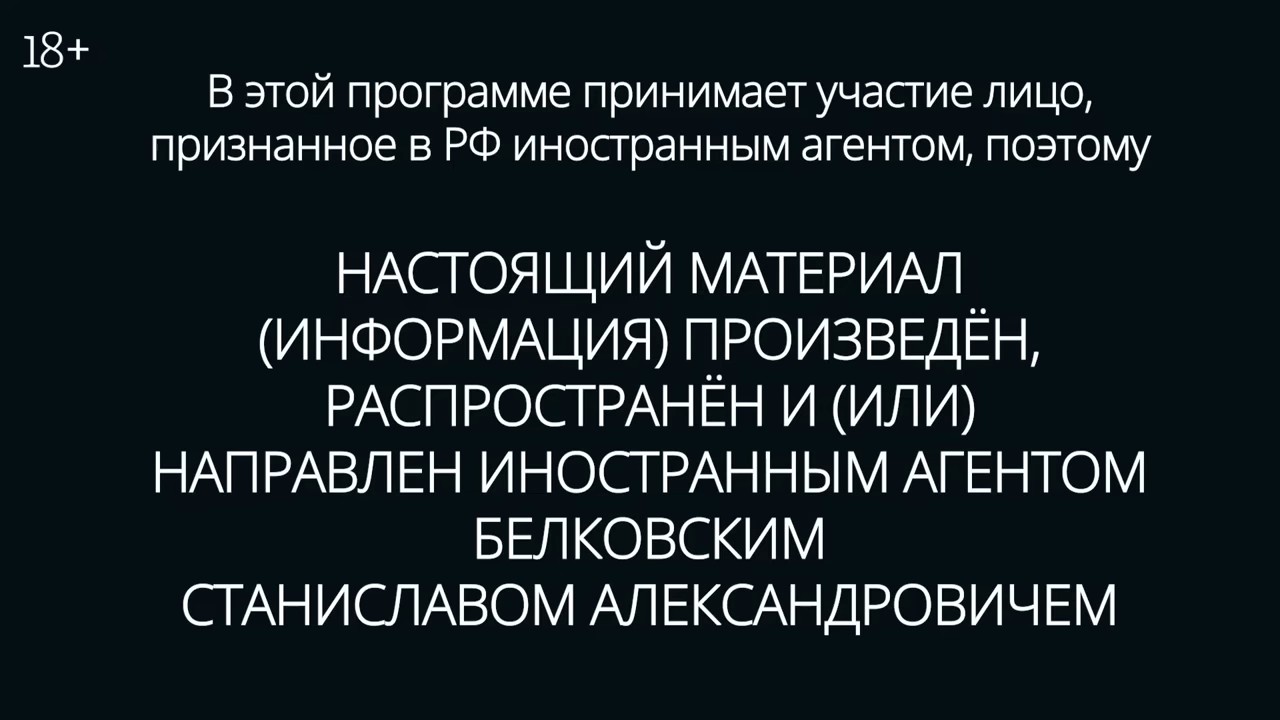 18+
В этой программе принимает участие лицо,
признанное в РФ иностранным агентом, поэтому
НАСТОЯЩИЙ МАТЕРИАЛ
(ИНФОРМАЦИЯ) ПРОИЗВЕДЁН,
РАСПРОСТРАНЁН И (ИЛИ)
НАПРАВЛЕН ИНОСТРАННЫМ АГЕНТОМ
БЕЛКОВСКИМ
СТАНИСЛАВОМ АЛЕКСАНДРОВИЧЕМ